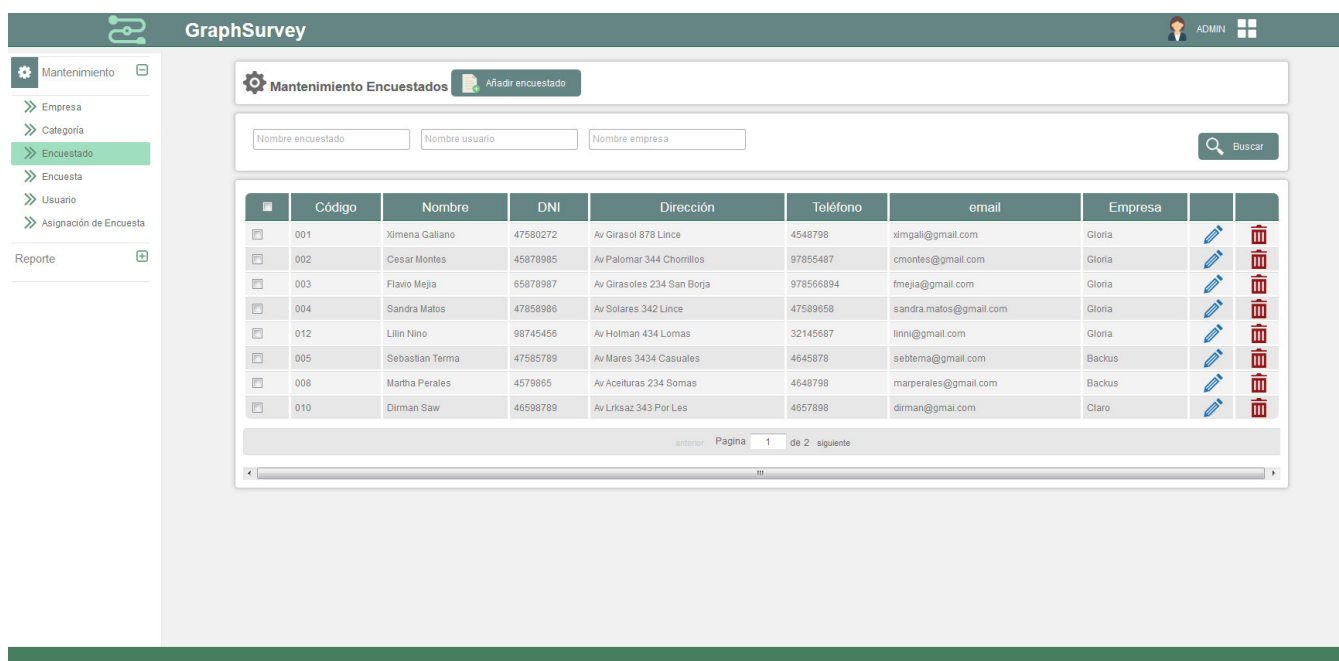 GraphSurvey ADMIN
Mantenimiento
Empresa
Categoría
Encuestado
Encuesta
Usuario
Asignación de Encuesta
Reporte
Mantenimiento Encuestados Añadir encuestado
Nombre encuestado Nombre usuario Nombre empresa Buscar
Código Nombre DNI Dirección Teléfono email Empresa
001 Ximena Galiano 47580272 Av Girasol 878 Lince 4548798 ximgali@gmail.com Gloria
002 Cesar Montes 45878985 Av Palomar 344 Chorrillos 97855487 cmontes@gmail.com Gloria
003 Flavio Mejia 65878987 Av Girasoles 234 San Borja 978566894 fmejia@gmail.com Gloria
004 Sandra Matos 47858986 Av Solares 342 Lince 47589658 sandra.matos@gmail.com Gloria
012 Lilin Nino 98745456 Av Holman 434 Lomas 32145687 linni@gmail.com Gloria
005 Sebastian Terma 47585789 Av Mares 3434 Casuales 4645878 sebterna@gmail.com Backus
008 Martha Perales 4579865 Av Aceituras 234 Somas 4648798 marperales@gmail.com Backus
010 Dirman Saw 46598789 Av Lrksaz 343 Por Les 4657898 dirman@gmai.com Claro
anterior Pagina 1 de 2 siguiente